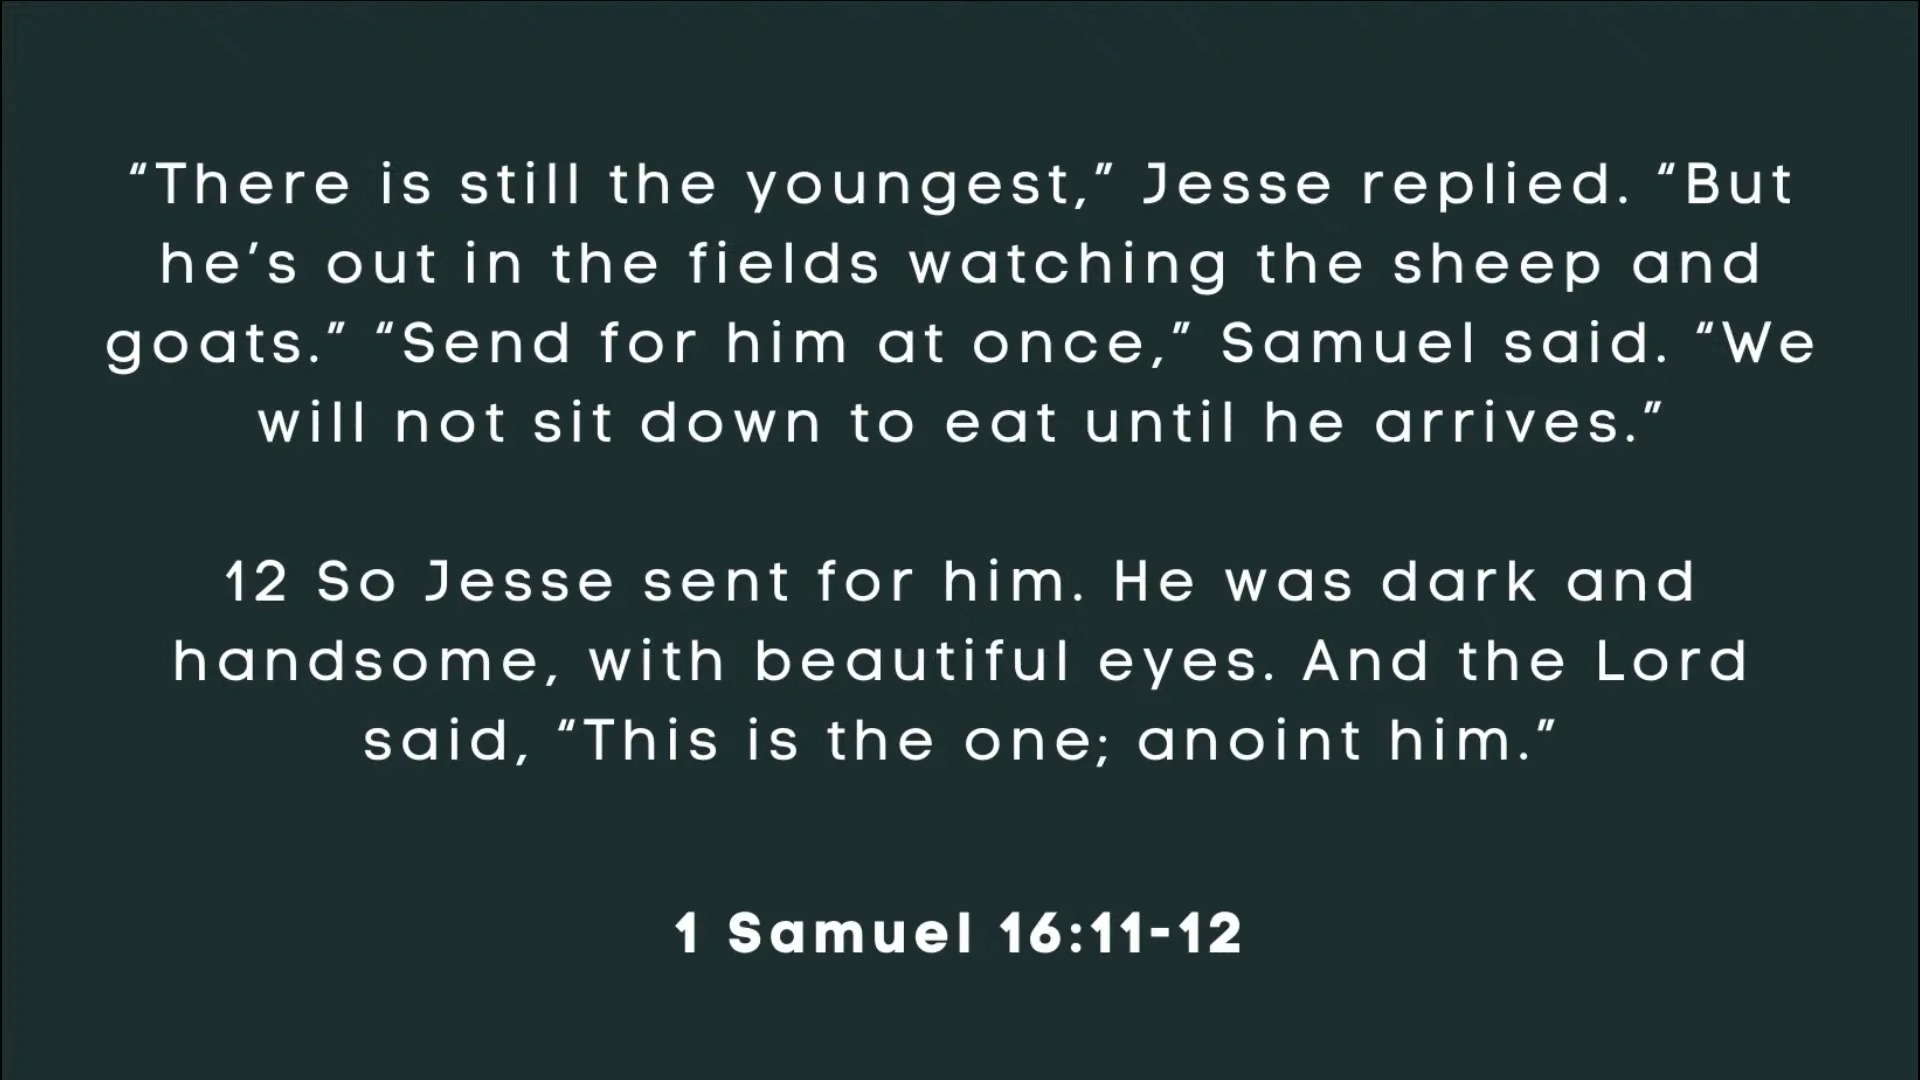 “There is still the youngest,” Jesse replied. “But
he’s out in the fields watching the sheep and
goats.” “Send for him at once,” Samuel said. “We
will not sit down to eat until he arrives.”
12 So Jesse sent for him. He was dark and
handsome, with beautiful eyes. And the Lord
said, “This is the one; anoint him.”
1 Samuel 16:11-12